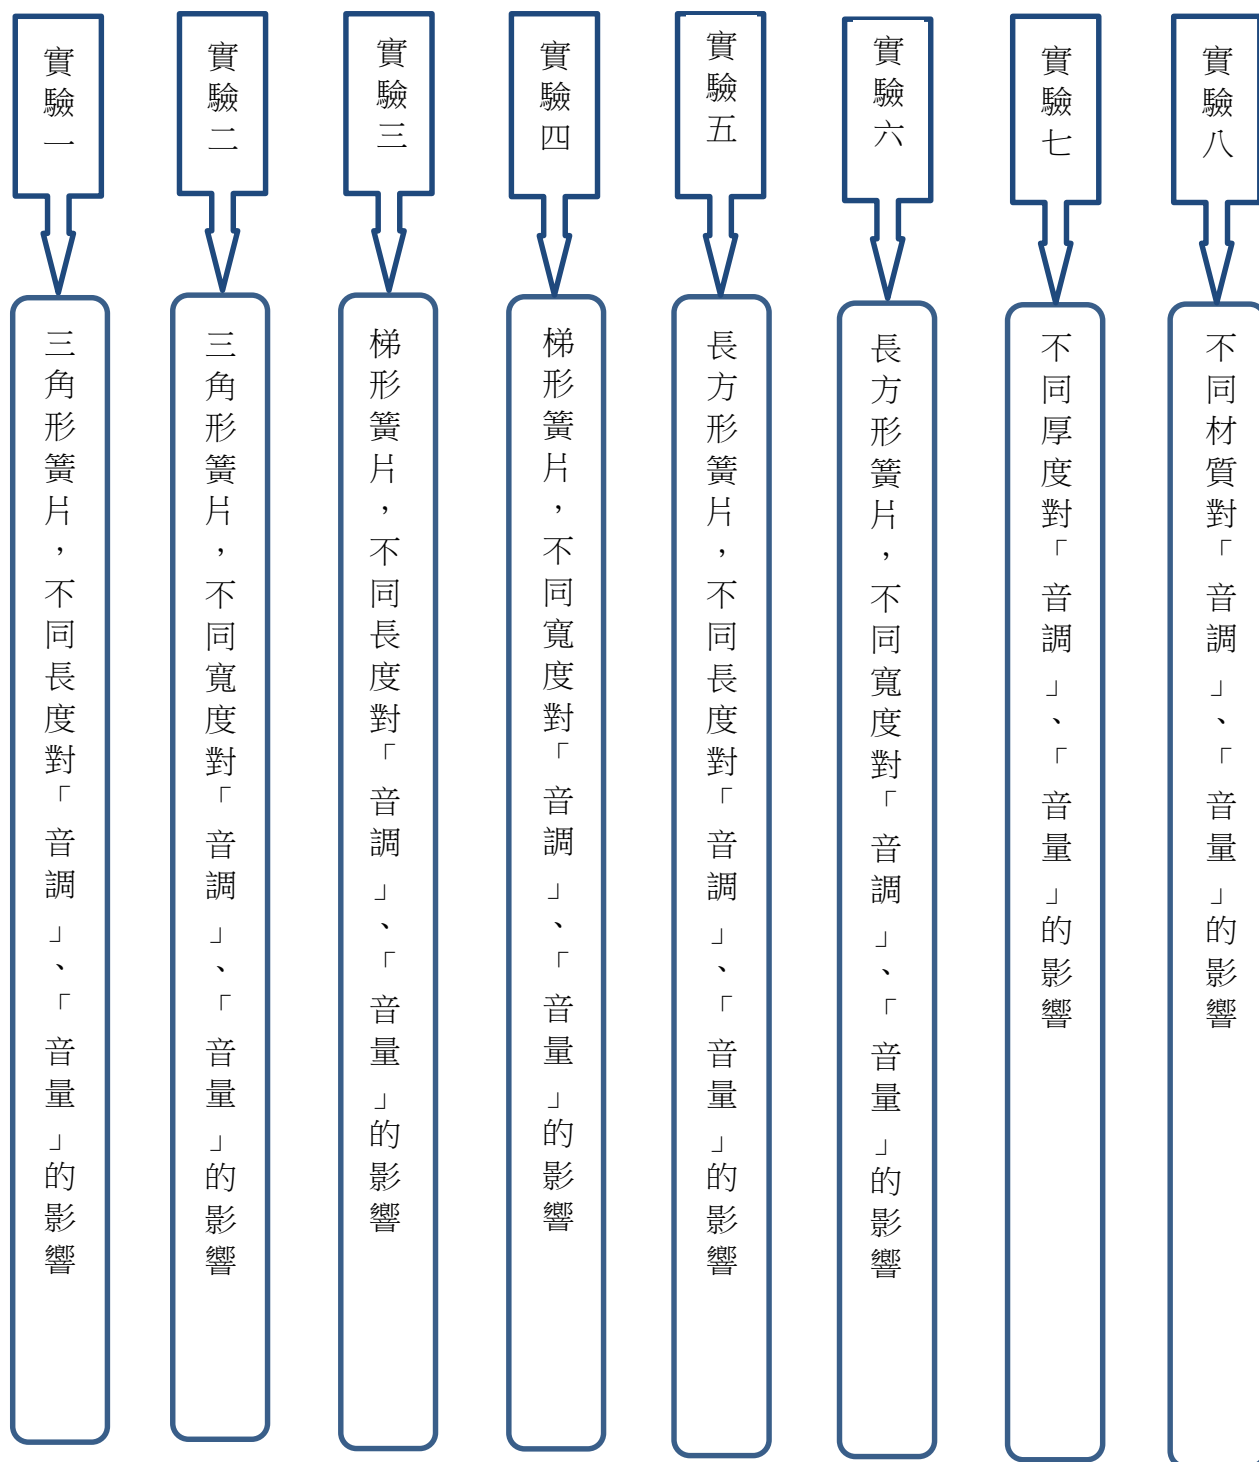 實驗一
三角形簧片，不同長度對「音調」、「音量」的影響
實驗二
三角形簧片，不同寬度對「音調」、「音量」的影響
實驗三
梯形簧片，不同長度對「音調」、「音量」的影響
實驗四
梯形簧片，不同寬度對「音調」、「音量」的影響
實驗五
長方形簧片，不同長度對「音調」、「音量」的影響
實驗六
長方形簧片，不同寬度對「音調」、「音量」的影響
實驗七
不同厚度對「音調」、「音量」的影響
實驗八
不同材質對「音調」、「音量」的影響